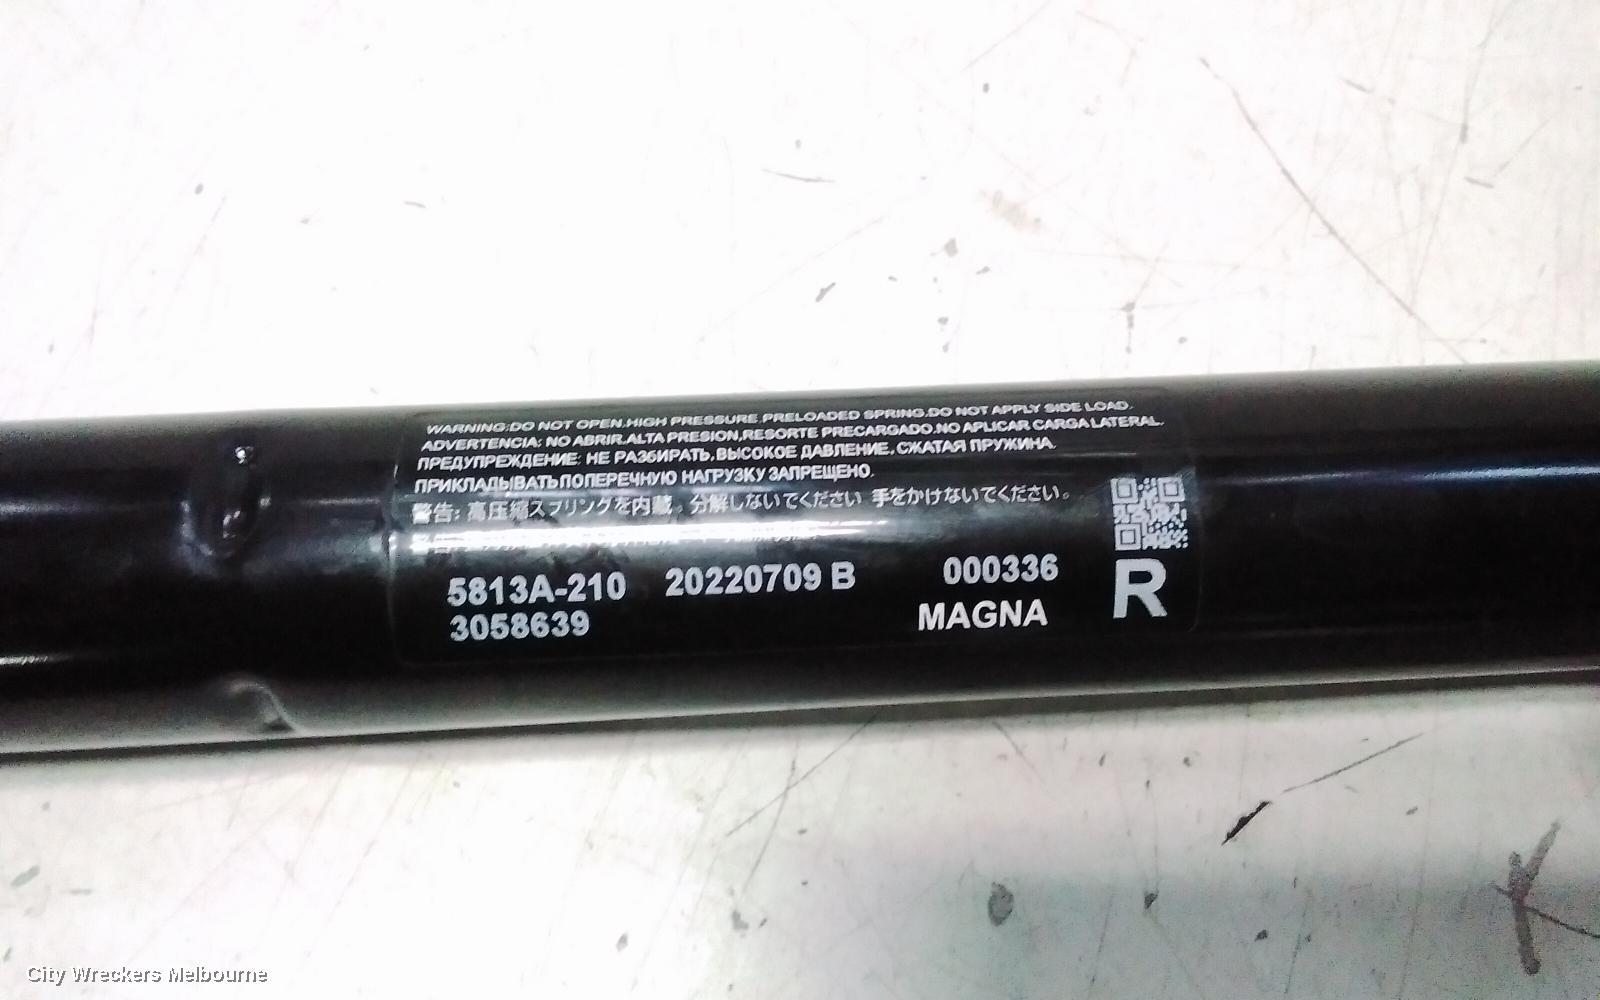 WARNING:DO NOT OPEN.HIGH PRESSURE PRELOADED SPRING.DO NOT APPLY SIDE LOAD.
ADVERTENCIA: NO ABRIR.ALTA PRESION,RESORTE PRECARGADO.NO APLICAR CARGA LATERAL.
ПРЕДУПРЕЖДЕНИЕ: НЕ РАЗБИРАТЬ, ВЫСОКОЕ ДАВЛЕНИЕ, СЖАТАЯ ПРУЖИНА.
ПРИКЛАДЫВАТЬ ПОПЕРЕЧНУЮ НАГРУЗКУ ЗАПРЕЩЕНО.
警告: 高圧縮スプリングを内蔵。分解しないでください 手をかけないでください。
5813A-210 20220709 B 000336
3058639 MAGNA R
City Wreckers Melbourne